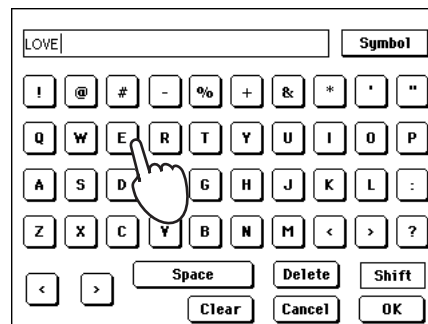 LOVE Symbol
! @ # - % + & * ' "
Q W E R T Y U I O P
A S D G H J K L :
Z X C V B N M < > ?
< > Space Delete Shift
Clear Cancel OK